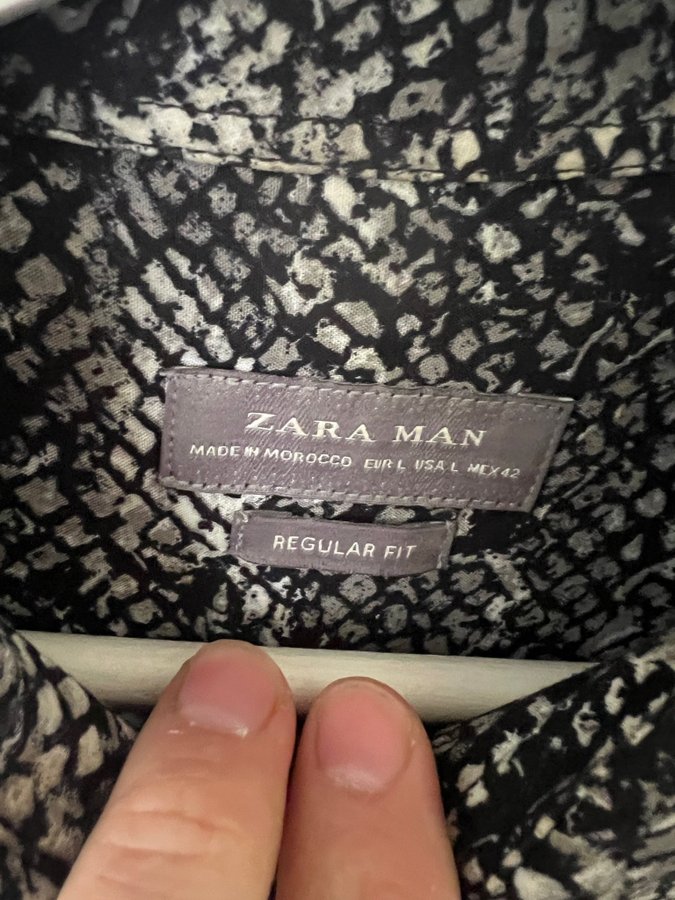 ZARA MAN
MADE IN MOROCCO EUR L USA L MEX 42
REGULAR FIT